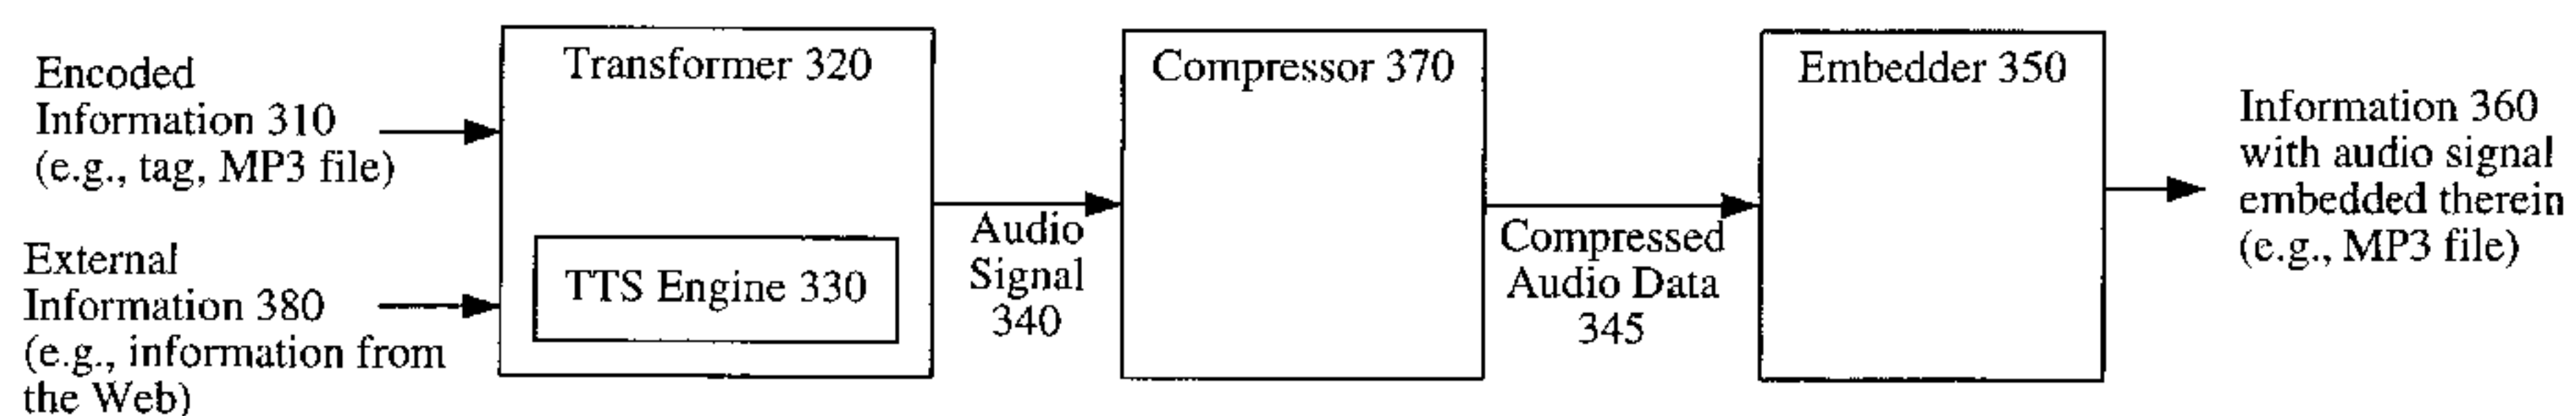 Encoded
Information 310
(e.g., tag, MP3 file)
External
Information 380
(e.g., information from
the Web)
Transformer 320
TTS Engine 330
Audio
Signal
340
Compressor 370
Compressed
Audio Data
345
Embedder 350
Information 360
with audio signal
embedded therein
(e.g., MP3 file)